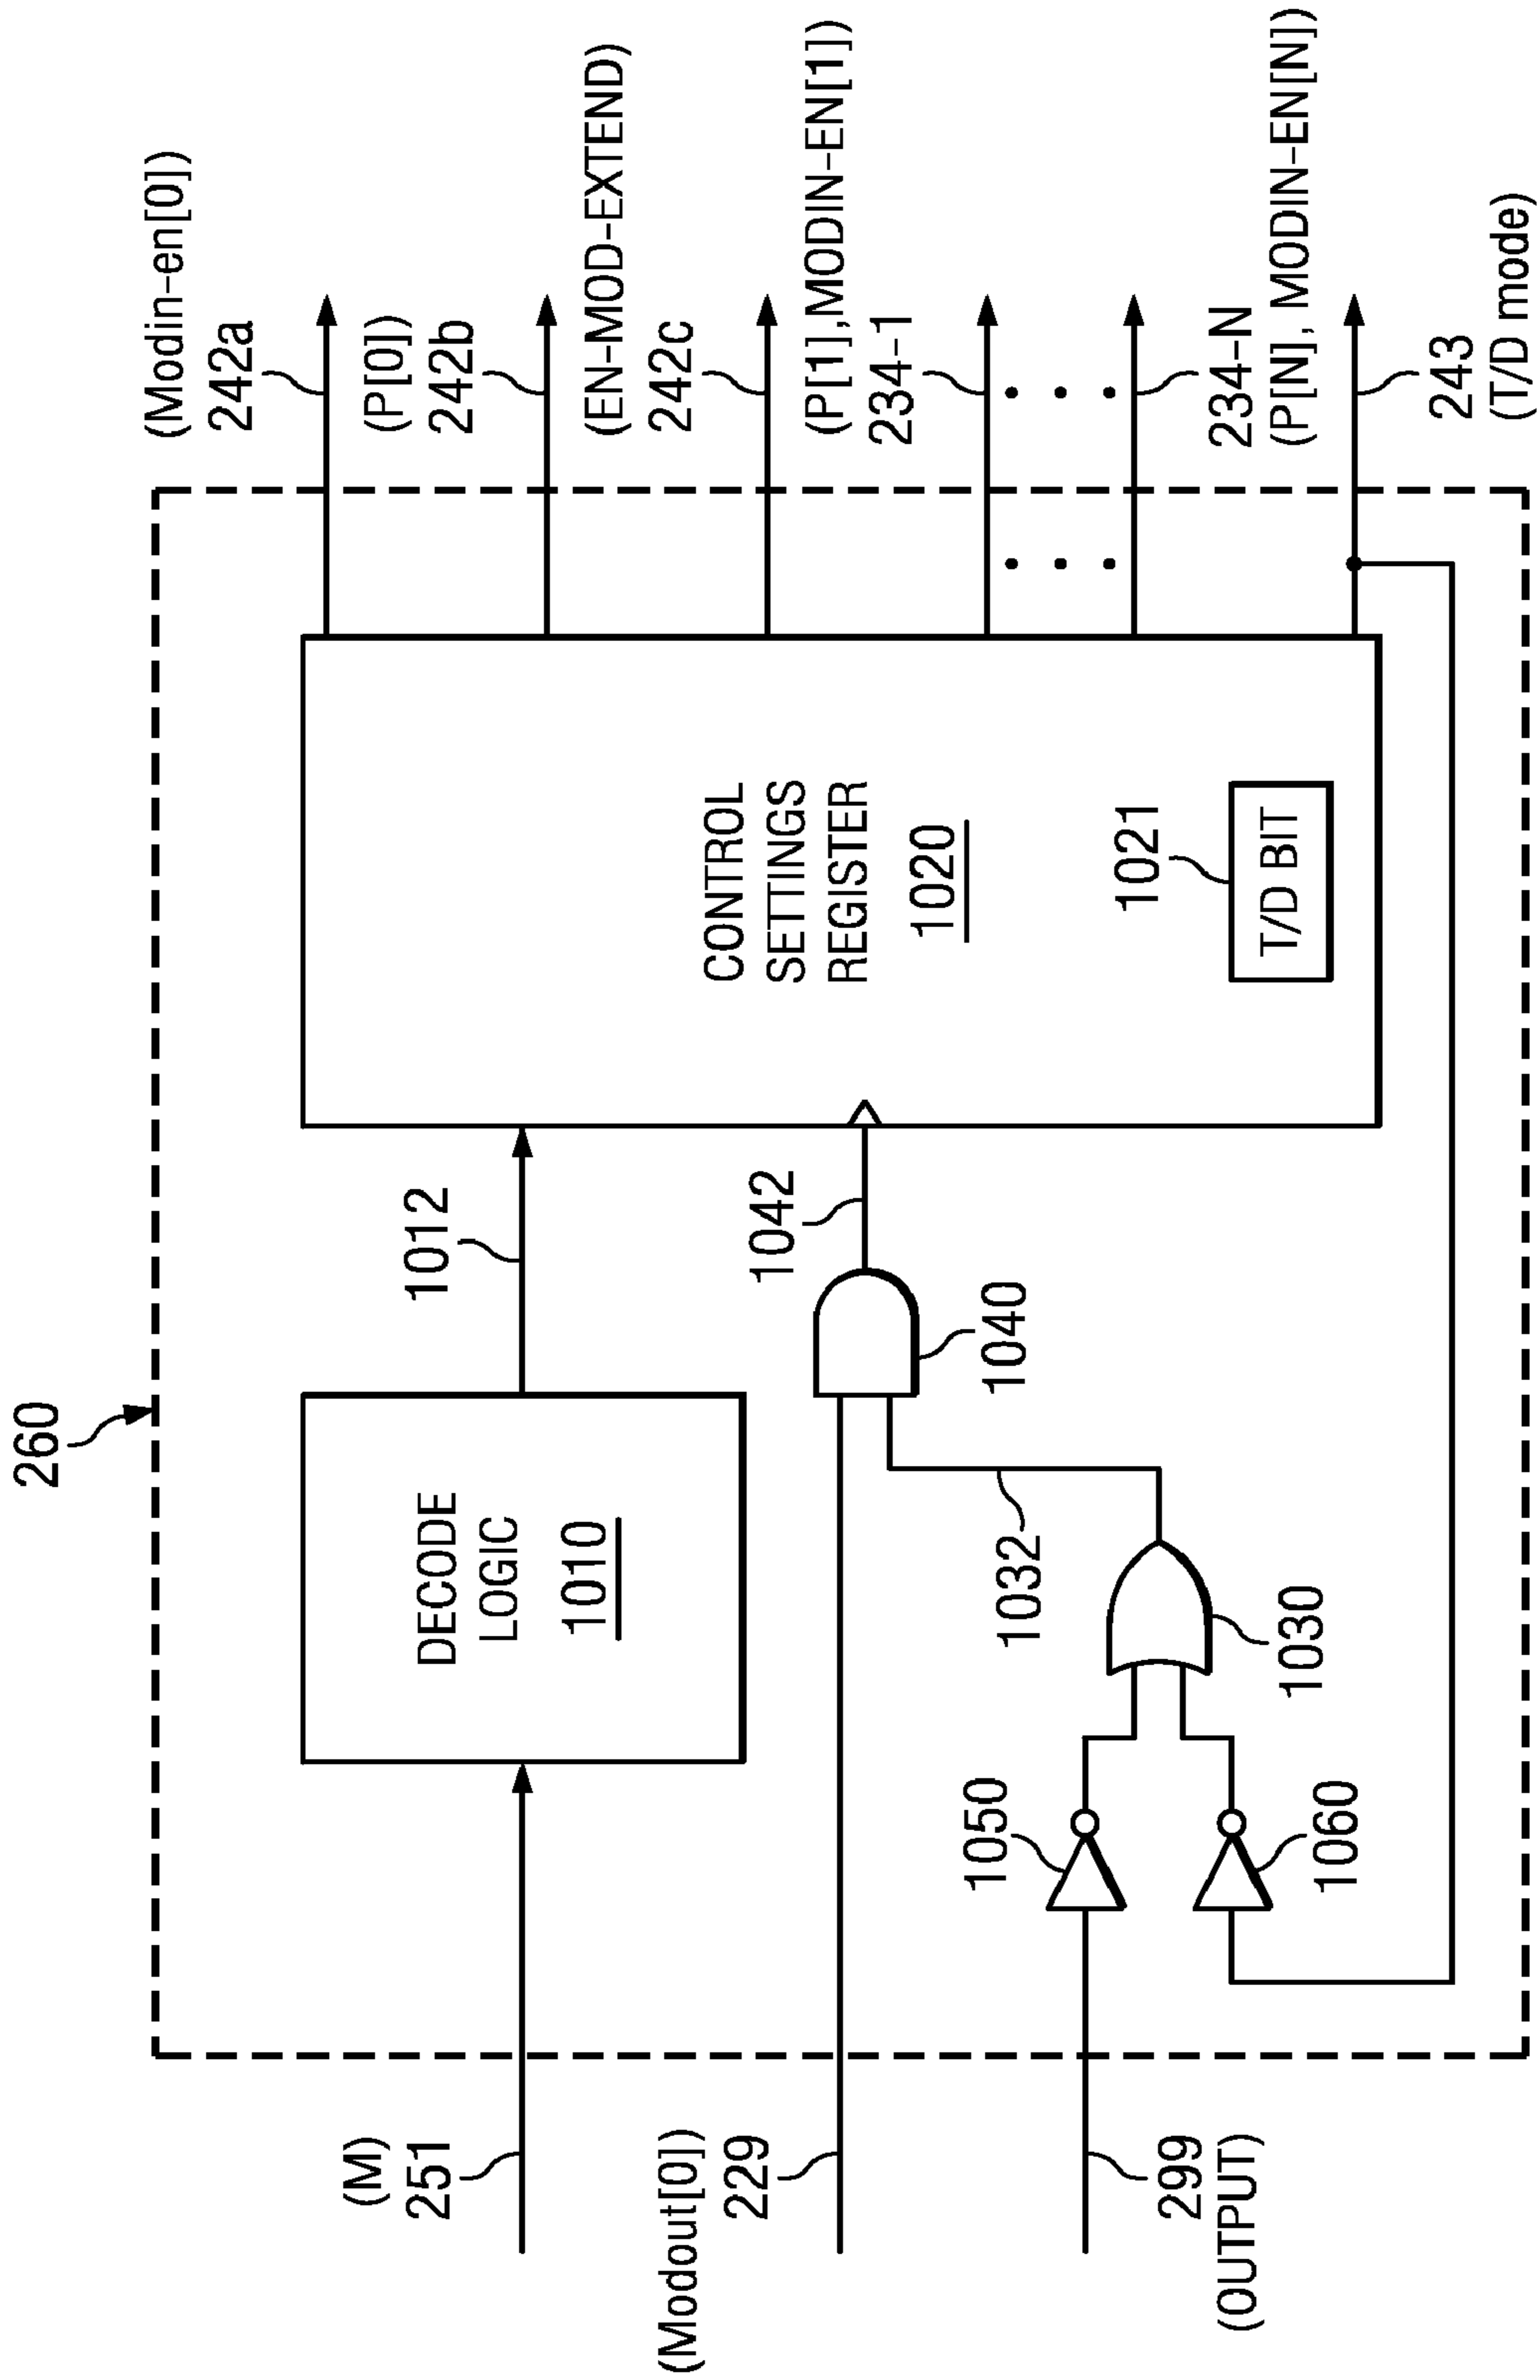 260
(M)
251
DECODE
LOGIC
1010
1012
(Modout[0])
229
1042
1040
1032
1030
1050
1060
299
(OUTPUT)
CONTROL
SETTINGS
REGISTER
1020
1021
T/D BIT
(Modin-en[0])
242a
(P[0])
242b
(EN-MOD-EXTEND)
242c
(P[1],MODIN-EN[1])
234-1
234-N
(P[N], MODIN-EN[N])
243
(T/D mode)